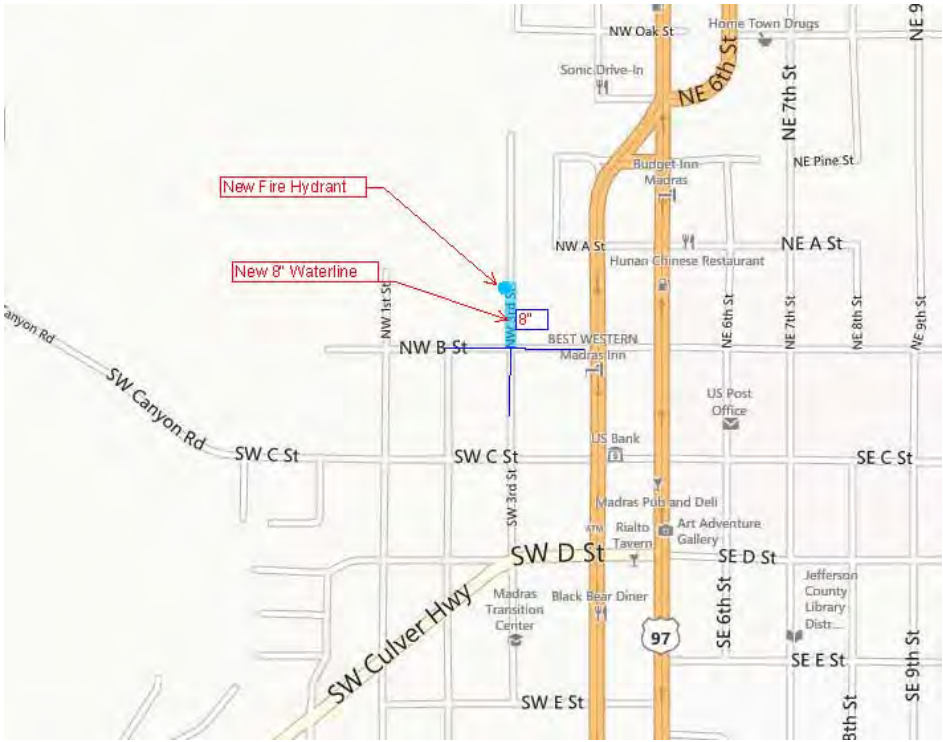 NW Oak St
Home Town Drugs
NE 9
Sonic Drive-In
NE 6th St
NE 7th St
NE Pine St
Budget Inn
Madras
New Fire Hydrant
NW A St
NE A St
Hunan Chinese Restaurant
New 8" Waterline
8"
NW 1st St
NW 3rd St
NE 6th St
NE 7th St
NE 8th St
NE 9th St
Canyon Rd
NW B St
BEST WESTERN
Madras Inn
SW Canyon Rd
US Post
Office
US Bank
SW C St
SW C St
SE C St
SW 3rd St
Madras Pub and Deli
ATM
Rialto
Tavern
Art Adventure
Gallery
SW D St
SE D St
Madras
Transition
Center
Black Bear Diner
SE 6th St
Jefferson
County
Library
Distr...
SW Culver Hwy
97
SE E St
SE 9th St
SW E St
8th St